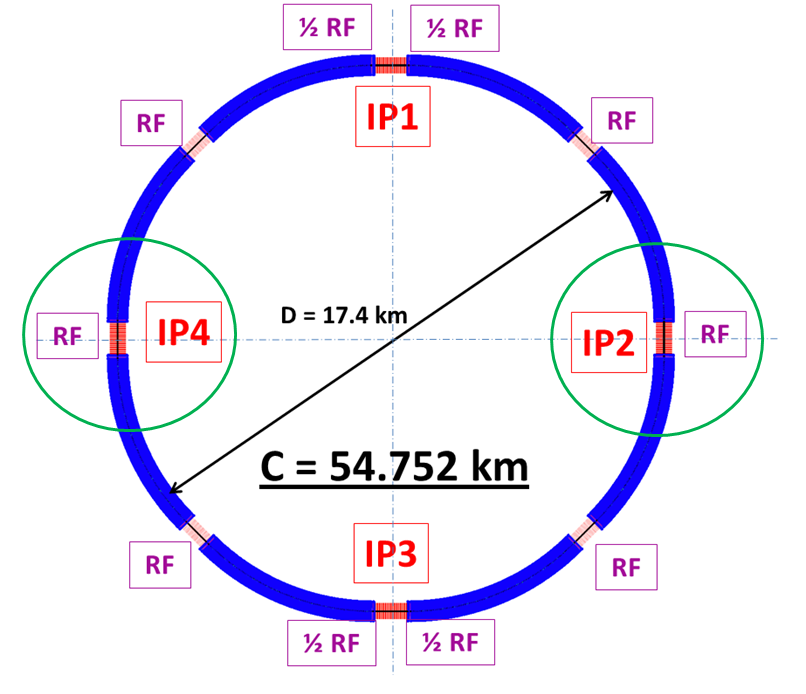 ½ RF
½ RF
IP1
RF
RF
D = 17.4 km
RF
IP4
IP2
RF
C = 54.752 km
IP3
RF
RF
½ RF
½ RF